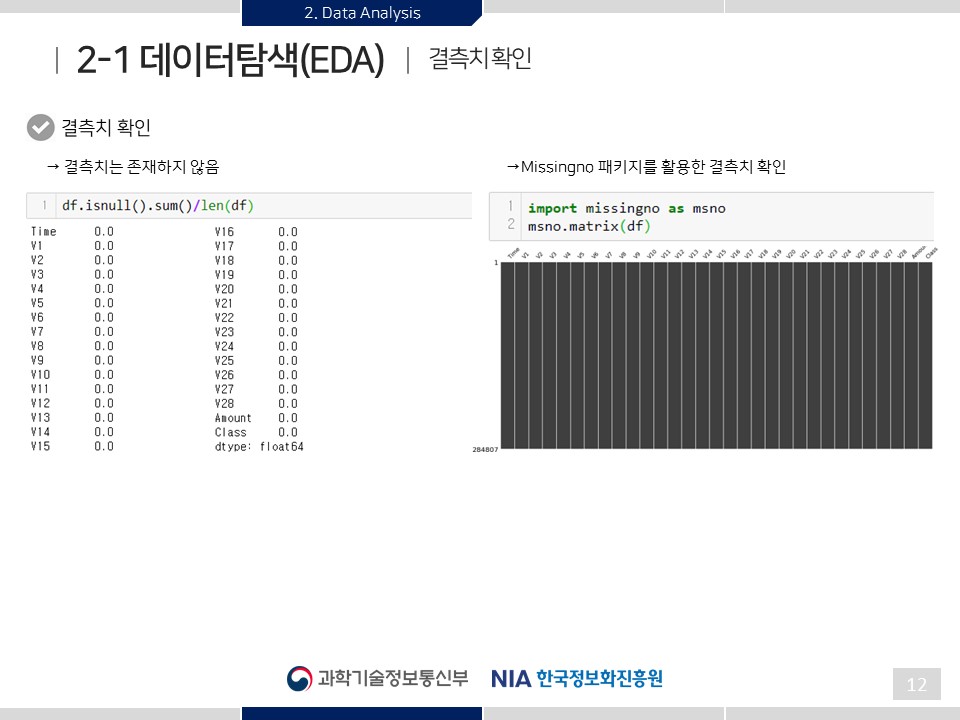 2. Data Analysis
2-1 데이터탐색(EDA)
결측치확인
결측치 확인
→ 결측치는 존재하지 않음
1 df.isnull().sum()/len(df)
Time 0.0
V1 0.0
V2 0.0
V3 0.0
V4 0.0
V5 0.0
V6 0.0
V7 0.0
V8 0.0
V9 0.0
V10 0.0
V11 0.0
V12 0.0
V13 0.0
V14 0.0
V15 0.0
V16 0.0
V17 0.0
V18 0.0
V19 0.0
V20 0.0
V21 0.0
V22 0.0
V23 0.0
V24 0.0
V25 0.0
V26 0.0
V27 0.0
V28 0.0
Amount 0.0
Class 0.0
dtype: float64
→Missingno 패키지를 활용한 결측치 확인
1 import missingno as msno
2 msno.matrix(df)
Time V1 V2 V3 V4 V5 V6 V7 V8 V9 V10 V11 V12 V13 V14 V15 V16 V17 V18 V19 V20 V21 V22 V23 V24 V25 V26 V27 V28 Amount Class
1
284807
과학기술정보통신부
NIA 한국정보화진흥원
12